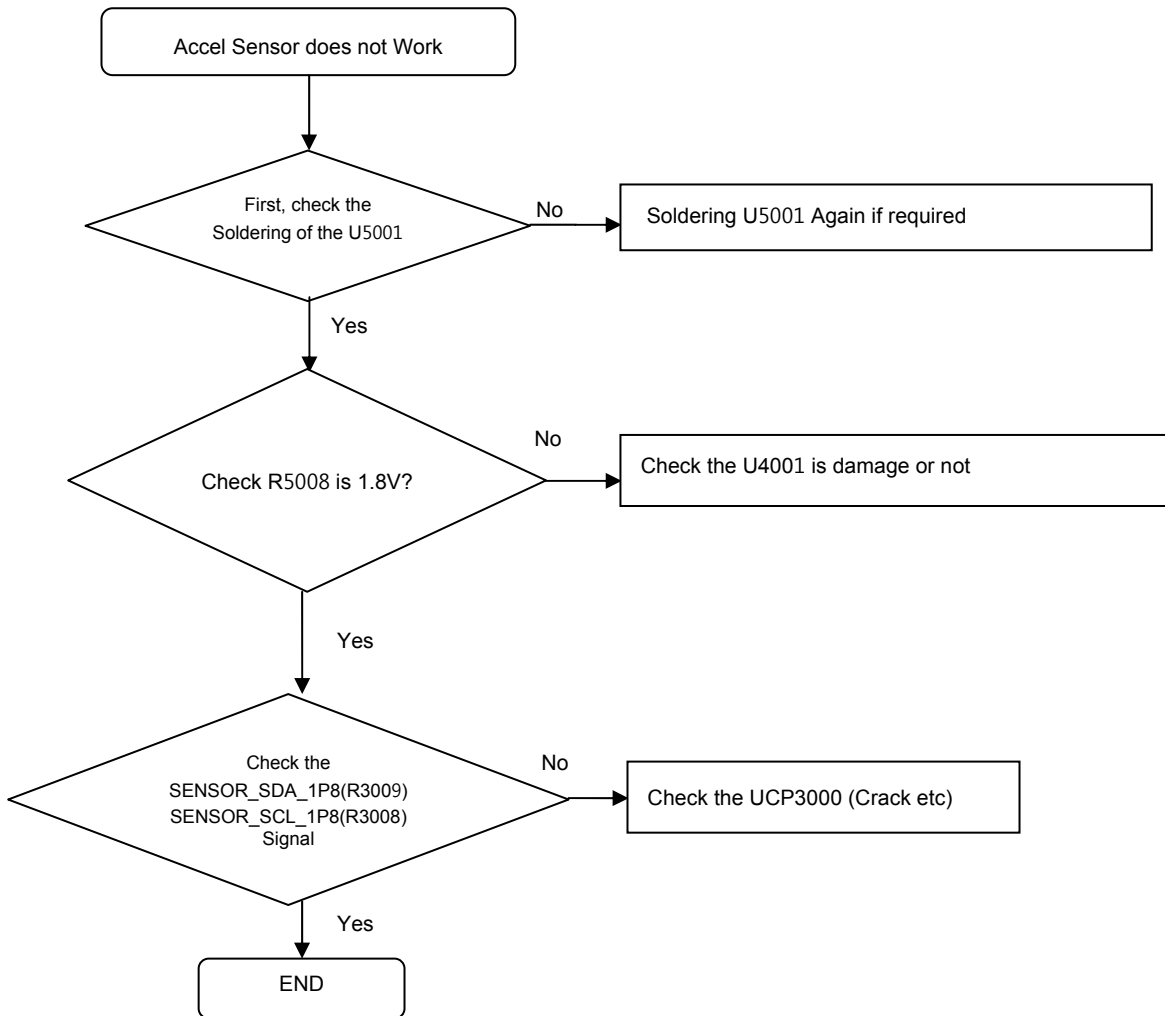 Accel Sensor does not Work
First, check the
Soldering of the U5001
No
Soldering U5001 Again if required
Yes
Check R5008 is 1.8V?
No
Check the U4001 is damage or not
Yes
Check the
SENSOR_SDA_1P8(R3009)
SENSOR_SCL_1P8(R3008)
Signal
No
Check the UCP3000 (Crack etc)
Yes
END